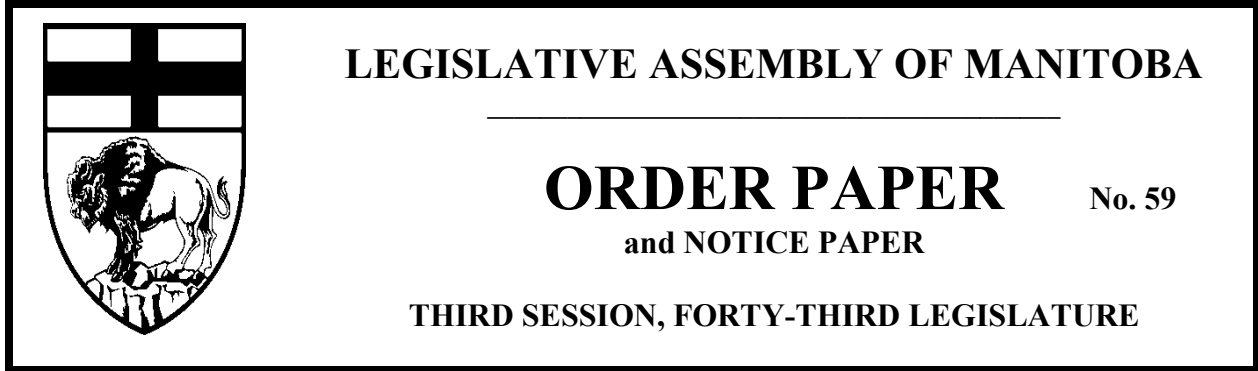 LEGISLATIVE ASSEMBLY OF MANITOBA
ORDER PAPER No. 59
and NOTICE PAPER
THIRD SESSION, FORTY-THIRD LEGISLATURE